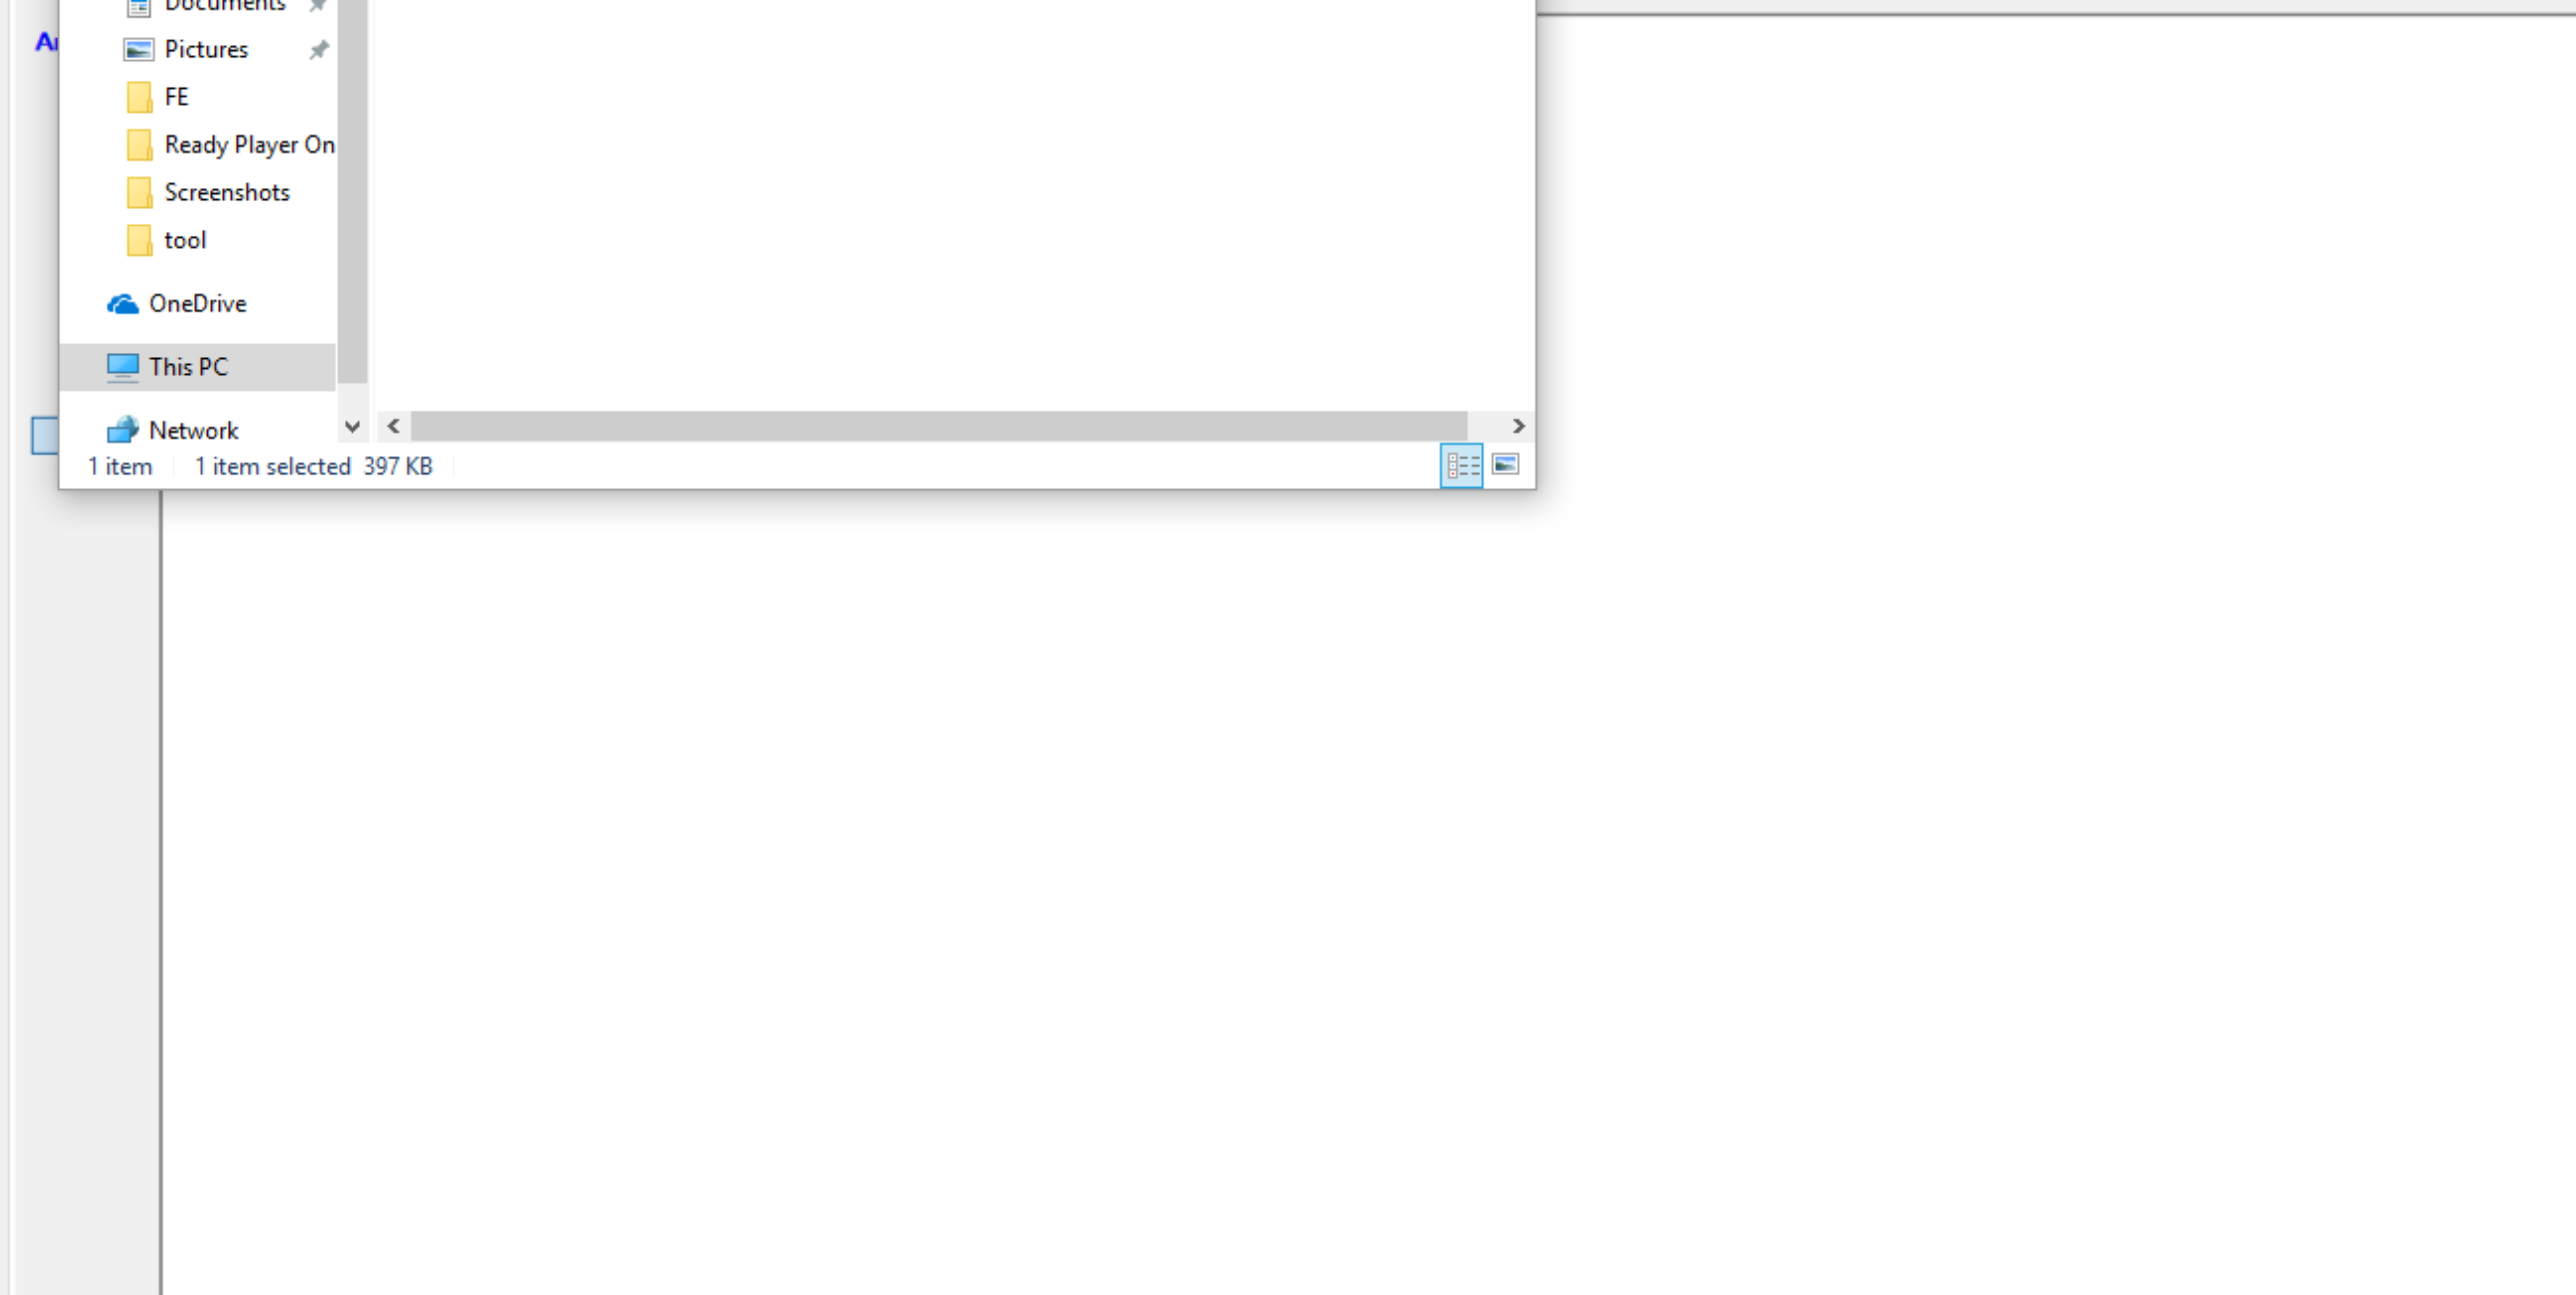 Documents
Pictures
FE
Ready Player On
Screenshots
tool
OneDrive
This PC
Network
1 item 1 item selected 397 KB